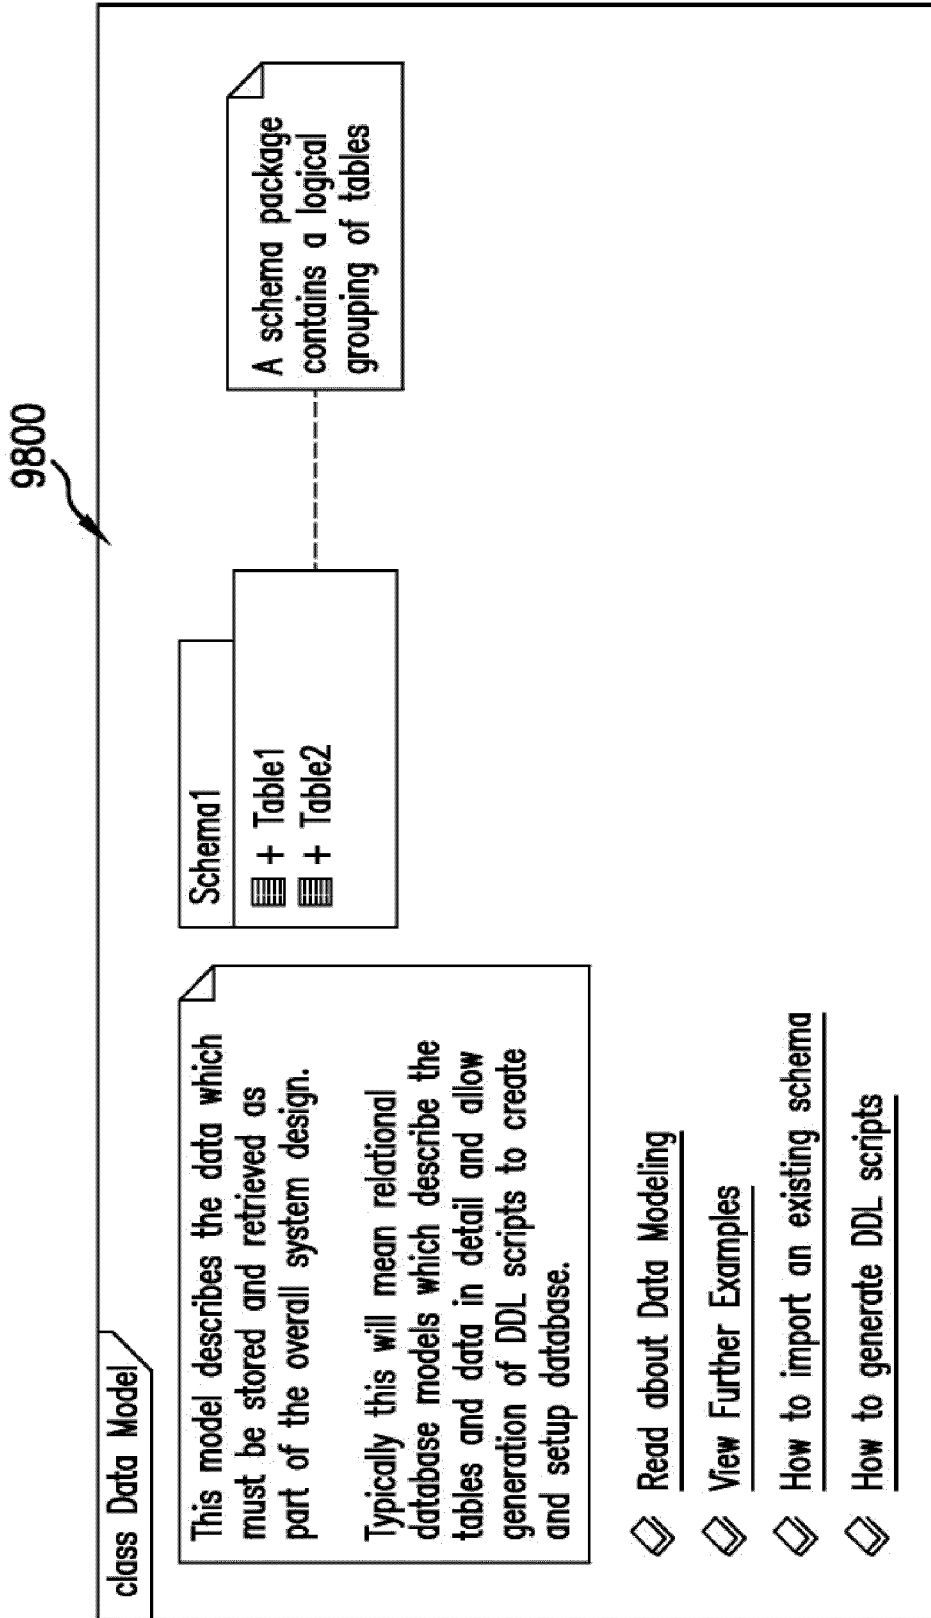 9800
class Data Model
This model describes the data which
must be stored and retrieved as
part of the overall system design.
Typically this will mean relational
database models which describe the
tables and data in detail and allow
generation of DDL scripts to create
and setup database.
Schema1
+ Table1
+ Table2
A schema package
contains a logical
grouping of tables
Read about Data Modeling
View Further Examples
How to import an existing schema
How to generate DDL scripts